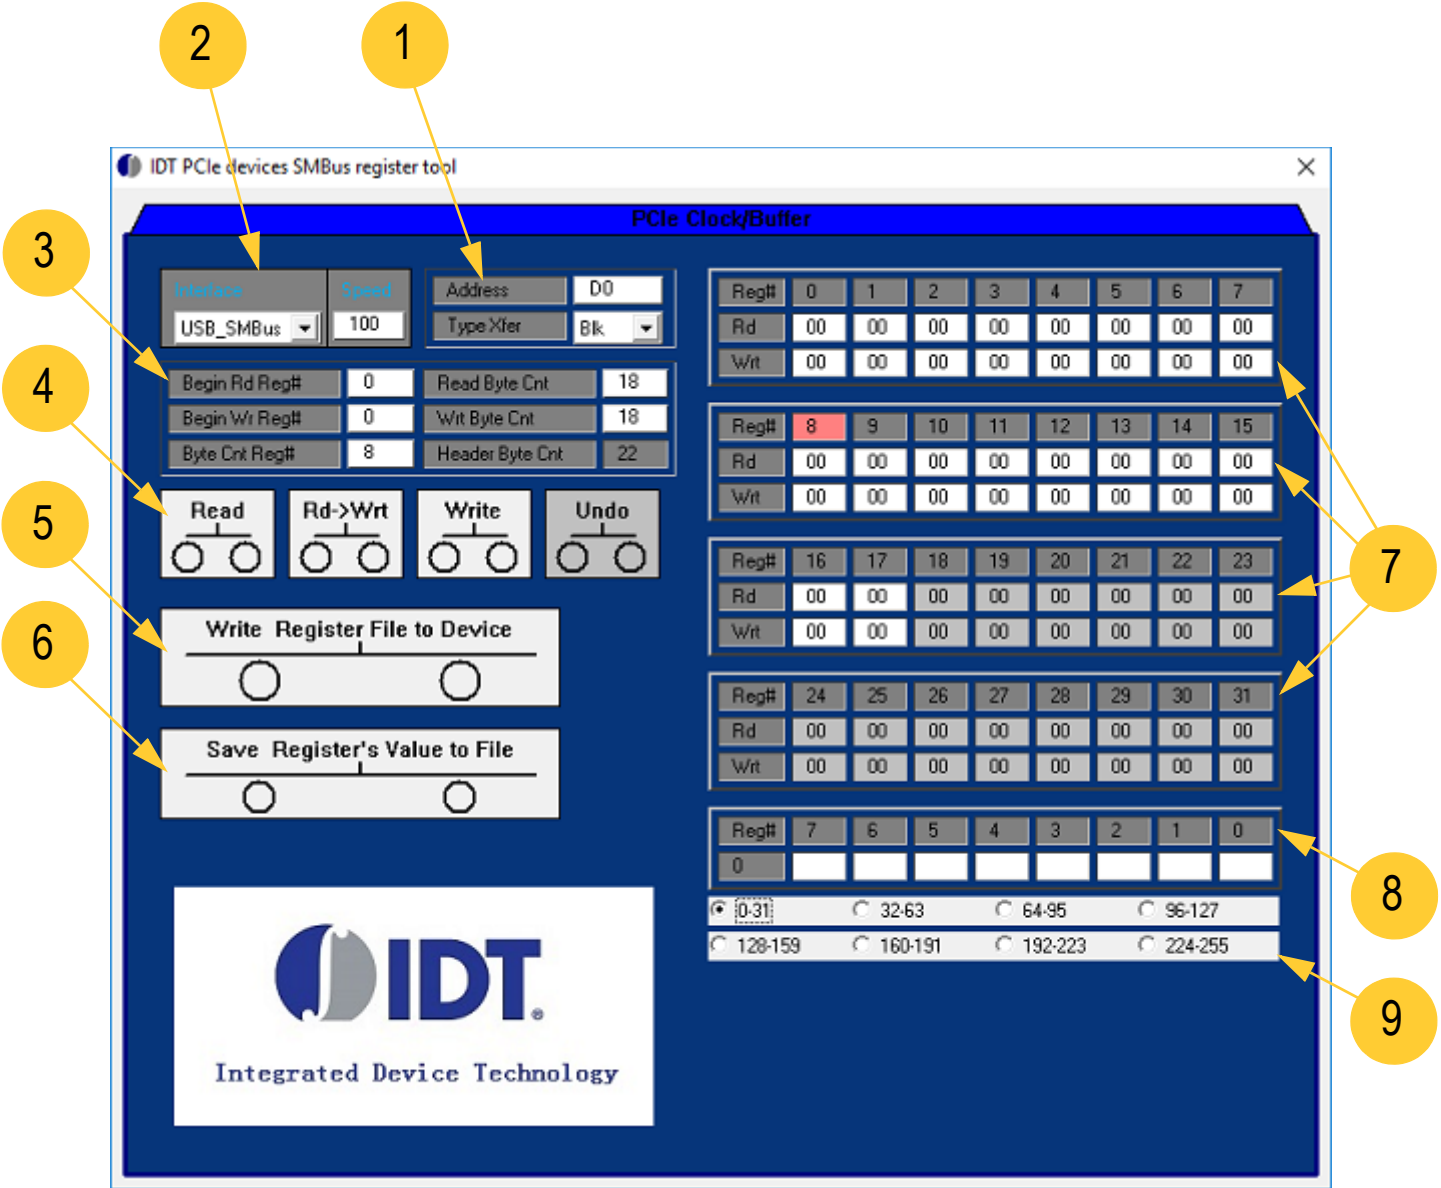 2 1
IDT PCIe devices SMBus register tool
PCIe Clock/Buffer
3
Interface Speed
USB_SMBus 100
Address D0
Type Xfer Blk
Begin Rd Reg# 0 Read Byte Cnt 18
Begin Wr Reg# 0 Wrt Byte Cnt 18
Byte Cnt Reg# 8 Header Byte Cnt 22
4
Read Rd->Wrt Write Undo
5
Write Register File to Device
6
Save Register's Value to File
IDT®
Integrated Device Technology
Reg# 0 1 2 3 4 5 6 7
Rd 00 00 00 00 00 00 00 00
Wrt 00 00 00 00 00 00 00 00
Reg# 8 9 10 11 12 13 14 15
Rd 00 00 00 00 00 00 00 00
Wrt 00 00 00 00 00 00 00 00
Reg# 16 17 18 19 20 21 22 23
Rd 00 00 00 00 00 00 00 00
Wrt 00 00 00 00 00 00 00 00
7
Reg# 24 25 26 27 28 29 30 31
Rd 00 00 00 00 00 00 00 00
Wrt 00 00 00 00 00 00 00 00
Reg# 7 6 5 4 3 2 1 0
0
8
0-31 32-63 64-95 96-127
128-159 160-191 192-223 224-255
9